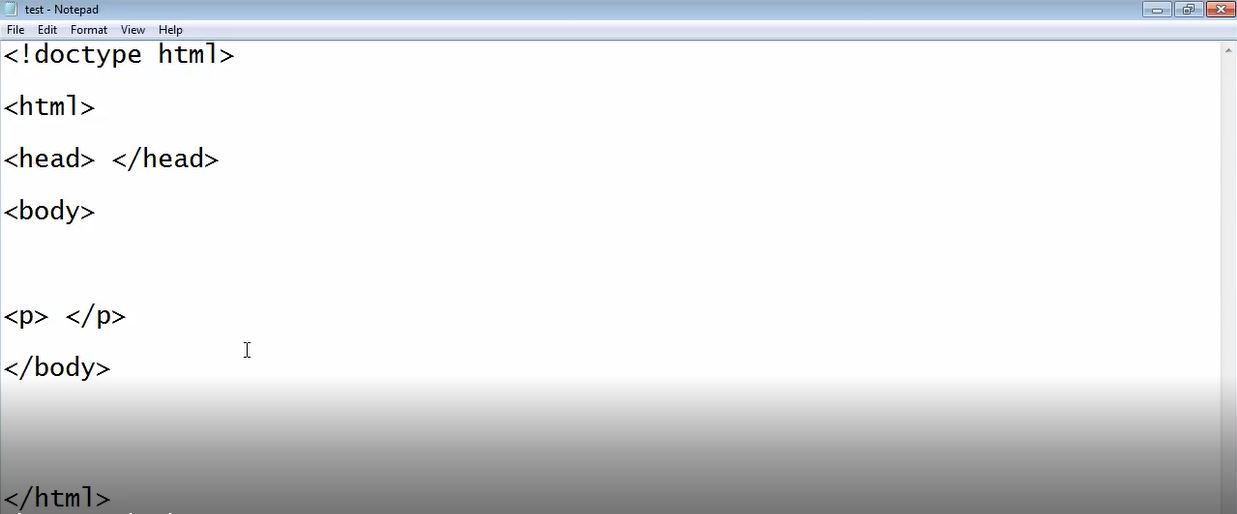 test - Notepad
File Edit Format View Help
<!doctype html>
<html>
<head> </head>
<body>
<p> </p>
</body>
</html>